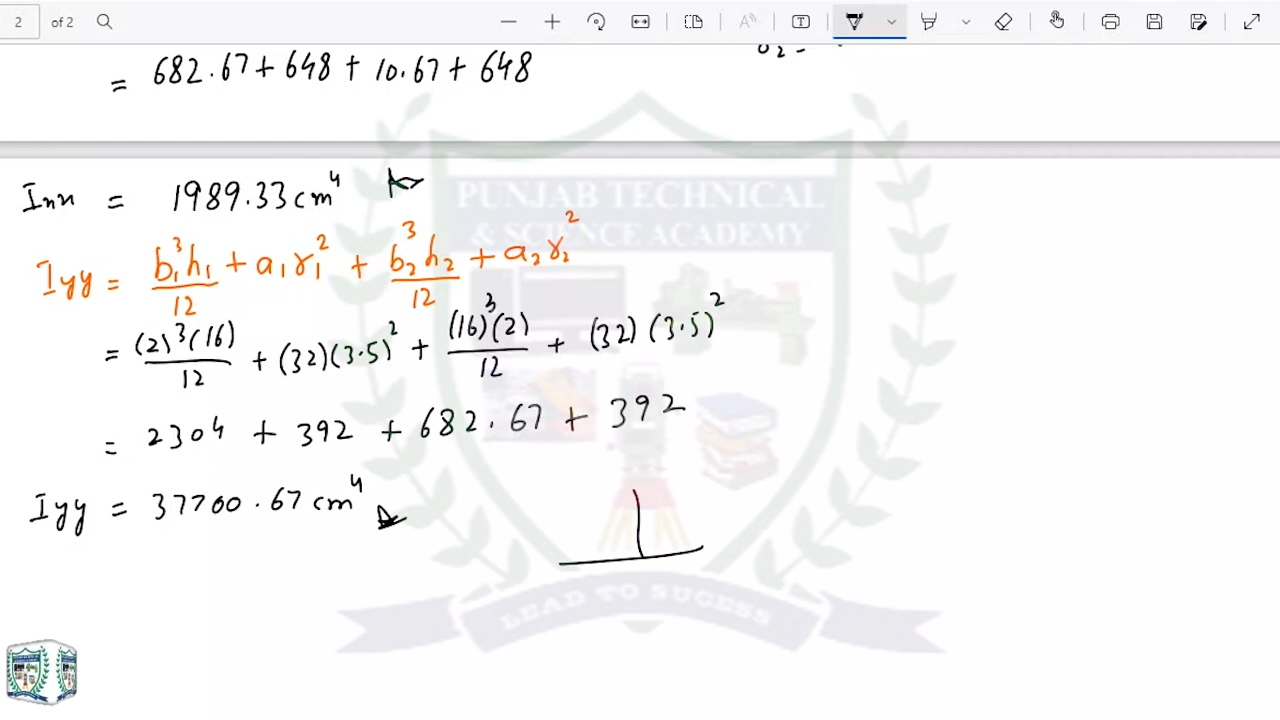 2 of 2
= 682.67 + 648 + 10.67 + 648
Ixx = 1989.33 cm⁴
Iyy = b₁³h₁/12 + a₁r₁² + b₂³h₂/12 + a₂r₂²
= (2)³(16)/12 + (32)(3.5)² + (16)³(2)/12 + (32)(3.5)²
= 2304 + 392 + 682.67 + 392
Iyy = 37700.67 cm⁴
PUNJAB TECHNICAL
& SCIENCE ACADEMY
LEAD TO SUCESS